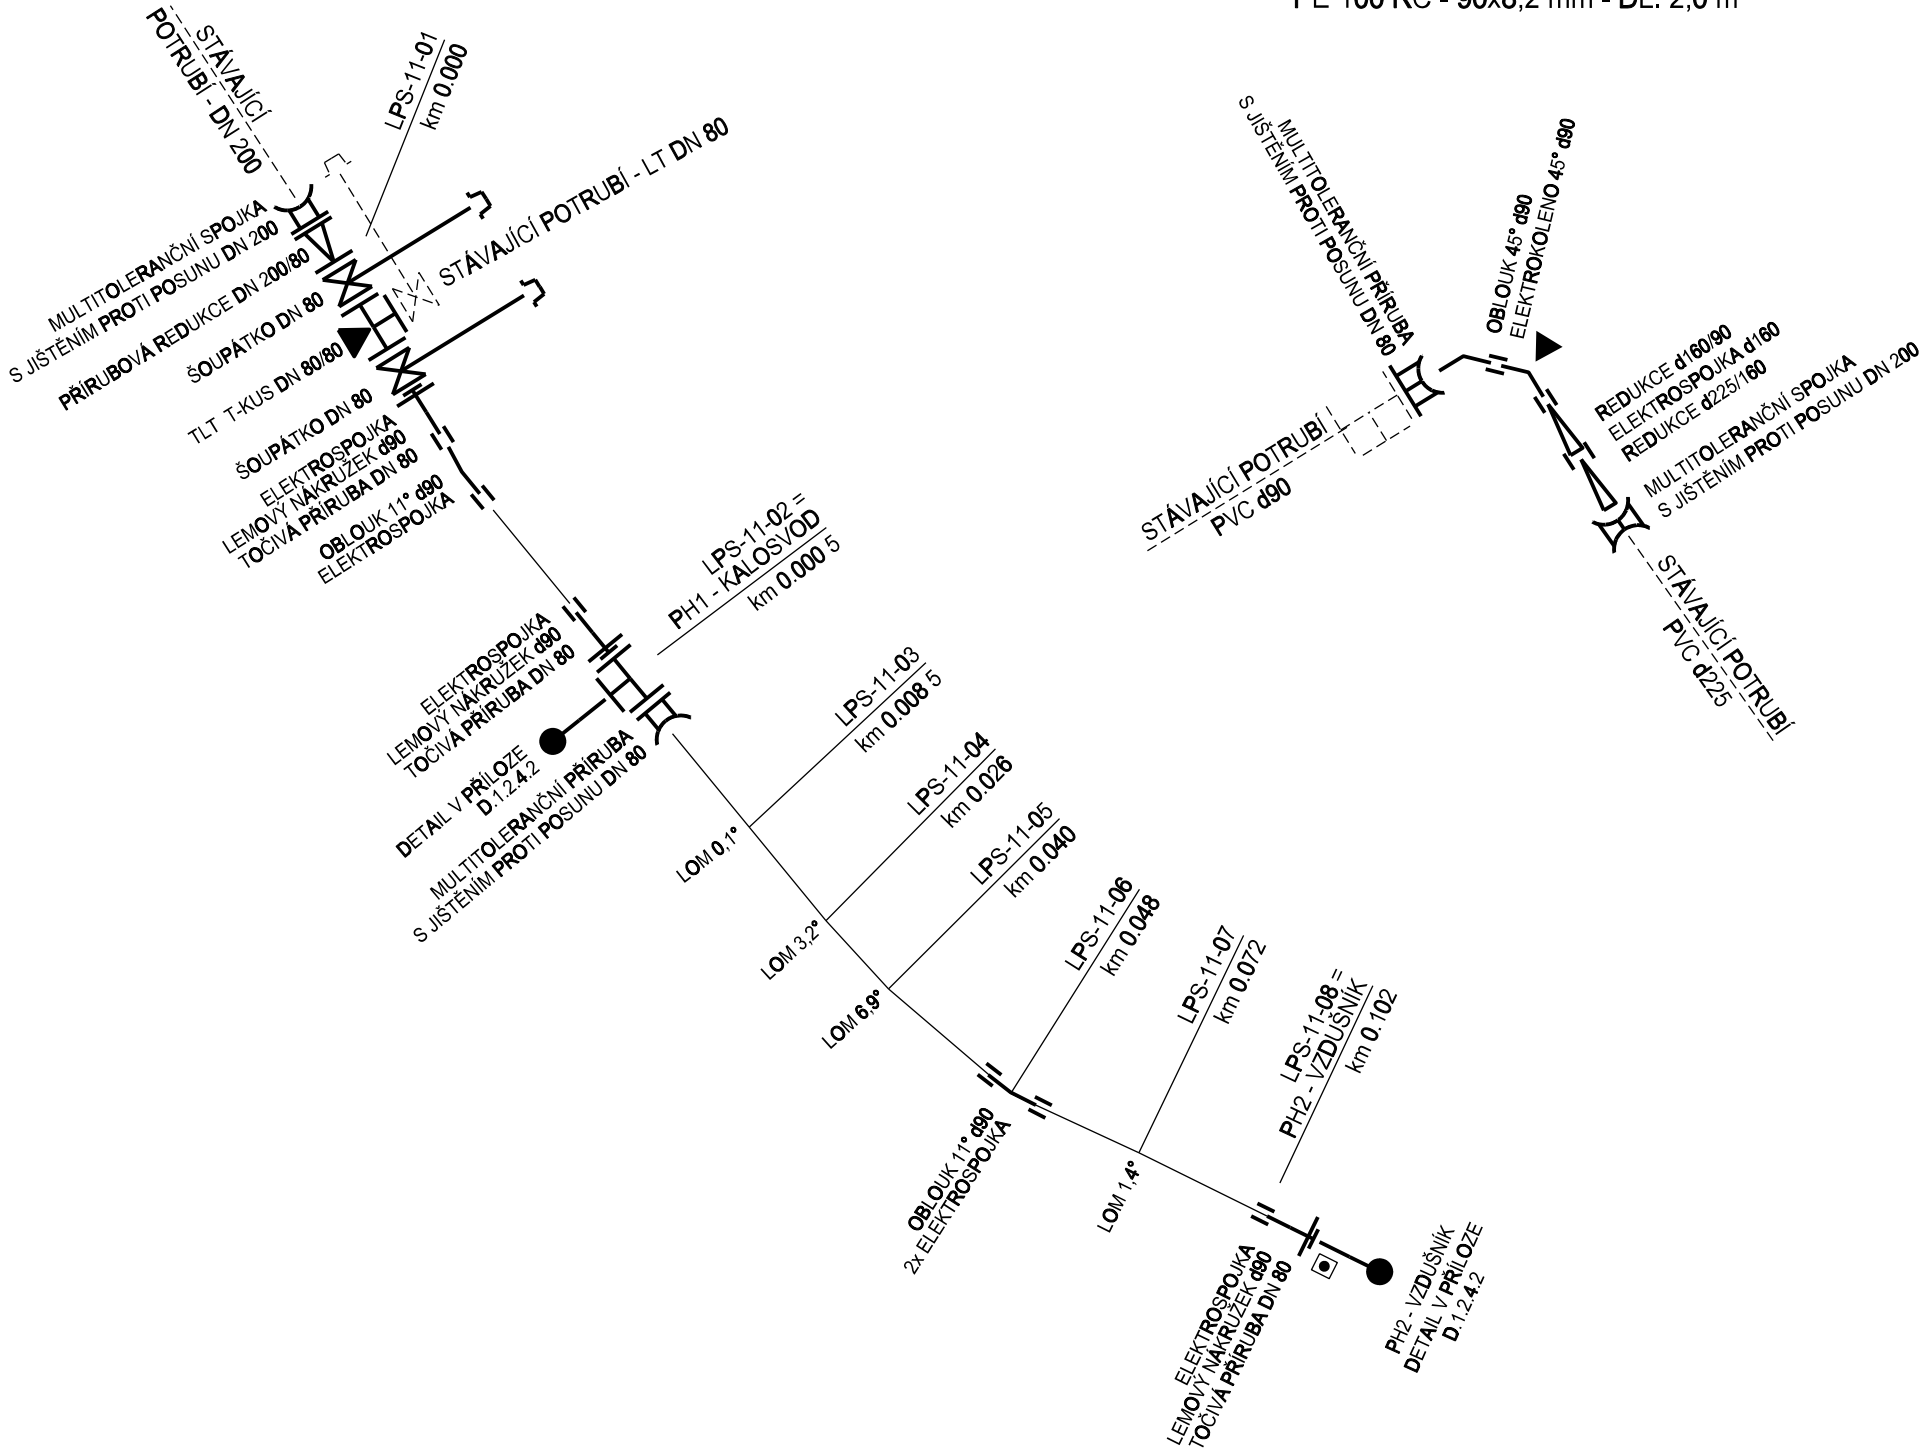 PE 100 RC - 90x8,2 mm - DL. 2,0 m
STÁVAJÍCÍ
POTRUBÍ - DN 200
LPS-11-01
km 0.000
STÁVAJÍCÍ POTRUBÍ - LT DN 80
MULTITOLERANČNÍ SPOJKA
S JIŠTĚNÍM PROTI POSUNU DN 200
PŘÍRUBOVÁ REDUKCE DN 200/80
ŠOUPÁTKO DN 80
TLT T-KUS DN 80/80
ŠOUPÁTKO DN 80
ELEKTROSPOJKA
LEMOVÝ NÁKRUŽEK d90
TOČIVÁ PŘÍRUBA DN 80
OBLOUK 11° d90
ELEKTROSPOJKA
LPS-11-02 =
PH1 - KALOSVOD
km 0.000 5
ELEKTROSPOJKA
LEMOVÝ NÁKRUŽEK d90
TOČIVÁ PŘÍRUBA DN 80
DETAIL V PŘÍLOZE
D.1.2.4.2
MULTITOLERANČNÍ PŘÍRUBA
S JIŠTĚNÍM PROTI POSUNU DN 80
LPS-11-03
km 0.008 5
LOM 0,1°
LPS-11-04
km 0.026
LOM 3,2°
LPS-11-05
km 0.040
LOM 6,9°
LPS-11-06
km 0.048
OBLOUK 11° d90
2x ELEKTROSPOJKA
LPS-11-07
km 0.072
LOM 1,4°
LPS-11-08 =
PH2 - VZDUŠNÍK
km 0.102
ELEKTROSPOJKA
LEMOVÝ NÁKRUŽEK d90
TOČIVÁ PŘÍRUBA DN 80
PH2 - VZDUŠNÍK
DETAIL V PŘÍLOZE
D.1.2.4.2
MULTITOLERANČNÍ PŘÍRUBA
S JIŠTĚNÍM PROTI POSUNU DN 80
OBLOUK 45° d90
ELEKTROKOLENO 45° d90
STÁVAJÍCÍ POTRUBÍ
PVC d90
REDUKCE d160/90
ELEKTROSPOJKA d160
REDUKCE d225/160
MULTITOLERANČNÍ SPOJKA
S JIŠTĚNÍM PROTI POSUNU DN 200
STÁVAJÍCÍ POTRUBÍ
PVC d225